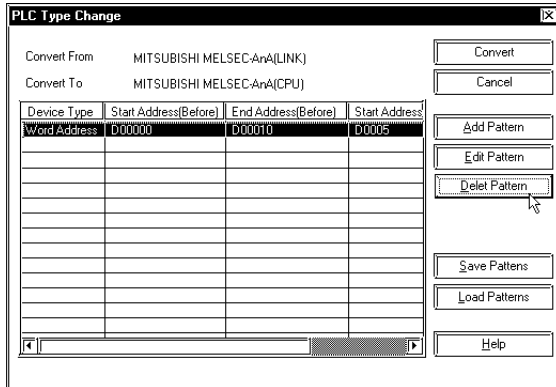 PLC Type Change
Convert From MITSUBISHI MELSEC-AnA(LINK)
Convert To MITSUBISHI MELSEC-AnA(CPU)
Device Type Start Address(Before) End Address(Before) Start Address
Word Address D00000 D00010 D0005
Convert
Cancel
Add Pattern
Edit Pattern
Delet Pattern
Save Pattens
Load Patterns
Help